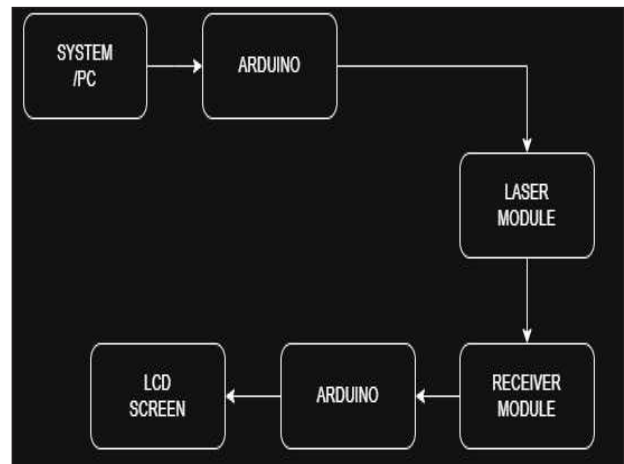 SYSTEM
/PC
ARDUINO
LASER
MODULE
LCD
SCREEN
ARDUINO
RECEIVER
MODULE